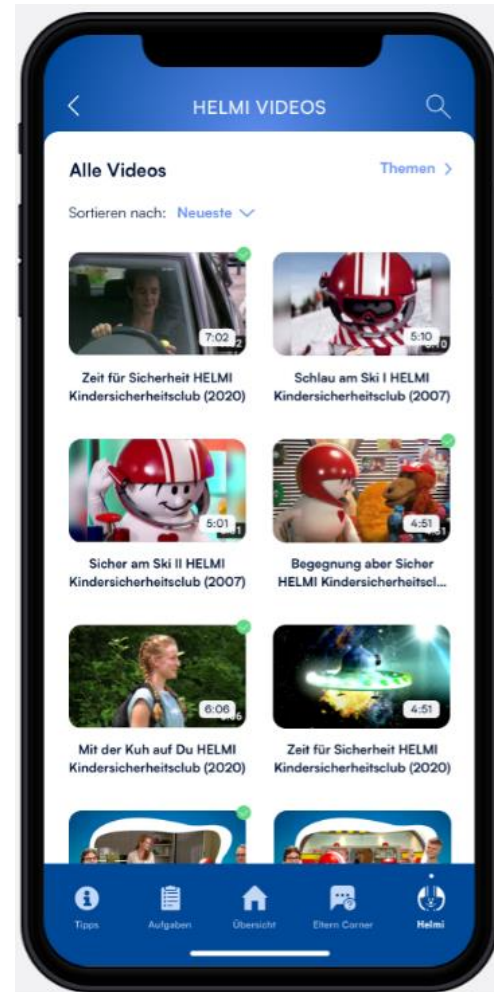 HELMI VIDEOS
Alle Videos
Themen
Sortieren nach: Neueste
7:02
5:10
Zeit für Sicherheit HELMI
Kindersicherheitsclub (2020)
Schlau am Ski I HELMI
Kindersicherheitsclub (2007)
5:01
4:51
Sicher am Ski II HELMI
Kindersicherheitsclub (2007)
Begegnung aber Sicher
HELMI Kindersicherheitscl...
6:06
4:51
Mit der Kuh auf Du HELMI
Kindersicherheitsclub (2020)
Zeit für Sicherheit HELMI
Kindersicherheitsclub (2020)
Tipps
Aufgaben
Übersicht
Eltern Corner
Helmi